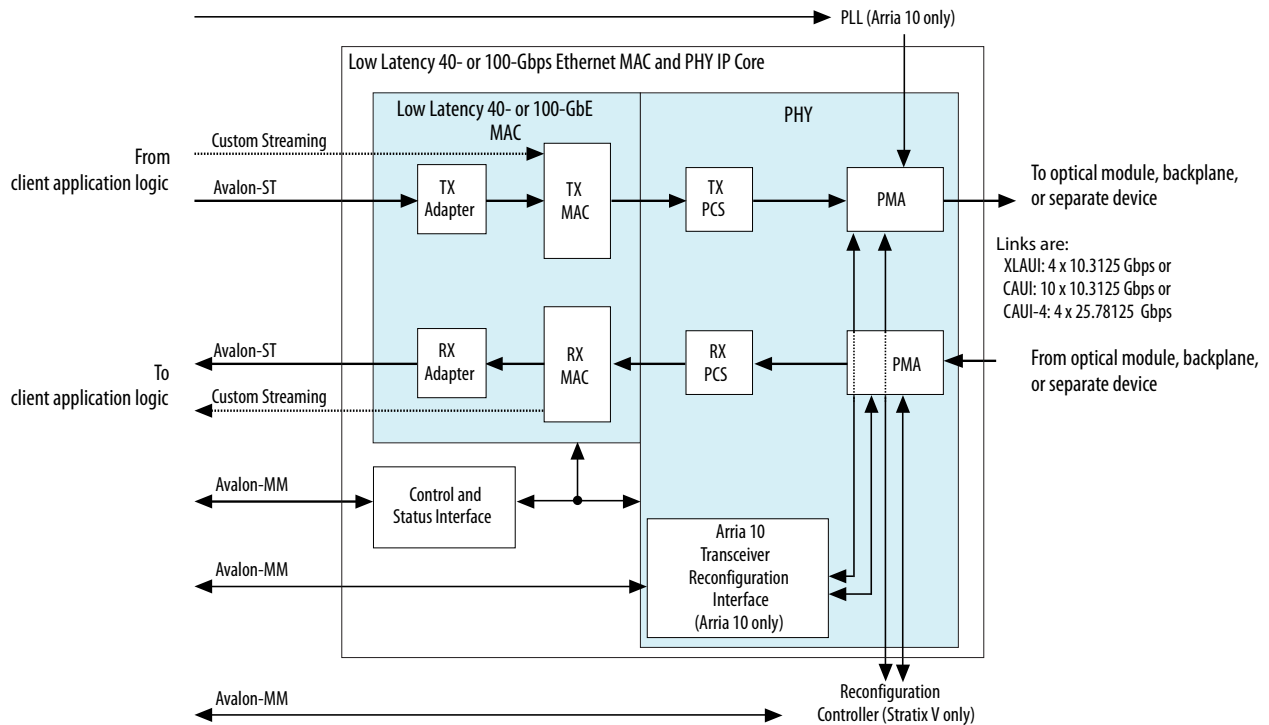 PLL (Arria 10 only)
Low Latency 40- or 100-Gbps Ethernet MAC and PHY IP Core
Low Latency 40- or 100-GbE
MAC
PHY
From
client application logic
Custom Streaming
Avalon-ST
TX
Adapter
TX
MAC
TX
PCS
PMA
To optical module, backplane,
or separate device
Links are:
XLAUI: 4 x 10.3125 Gbps or
CAUI: 10 x 10.3125 Gbps or
CAUI-4: 4 x 25.78125 Gbps
To
client application logic
Avalon-ST
Custom Streaming
RX
Adapter
RX
MAC
RX
PCS
PMA
From optical module, backplane,
or separate device
Avalon-MM
Control and
Status Interface
Avalon-MM
Arria 10
Transceiver
Reconfiguration
Interface
(Arria 10 only)
Avalon-MM
Reconfiguration
Controller (Stratix V only)